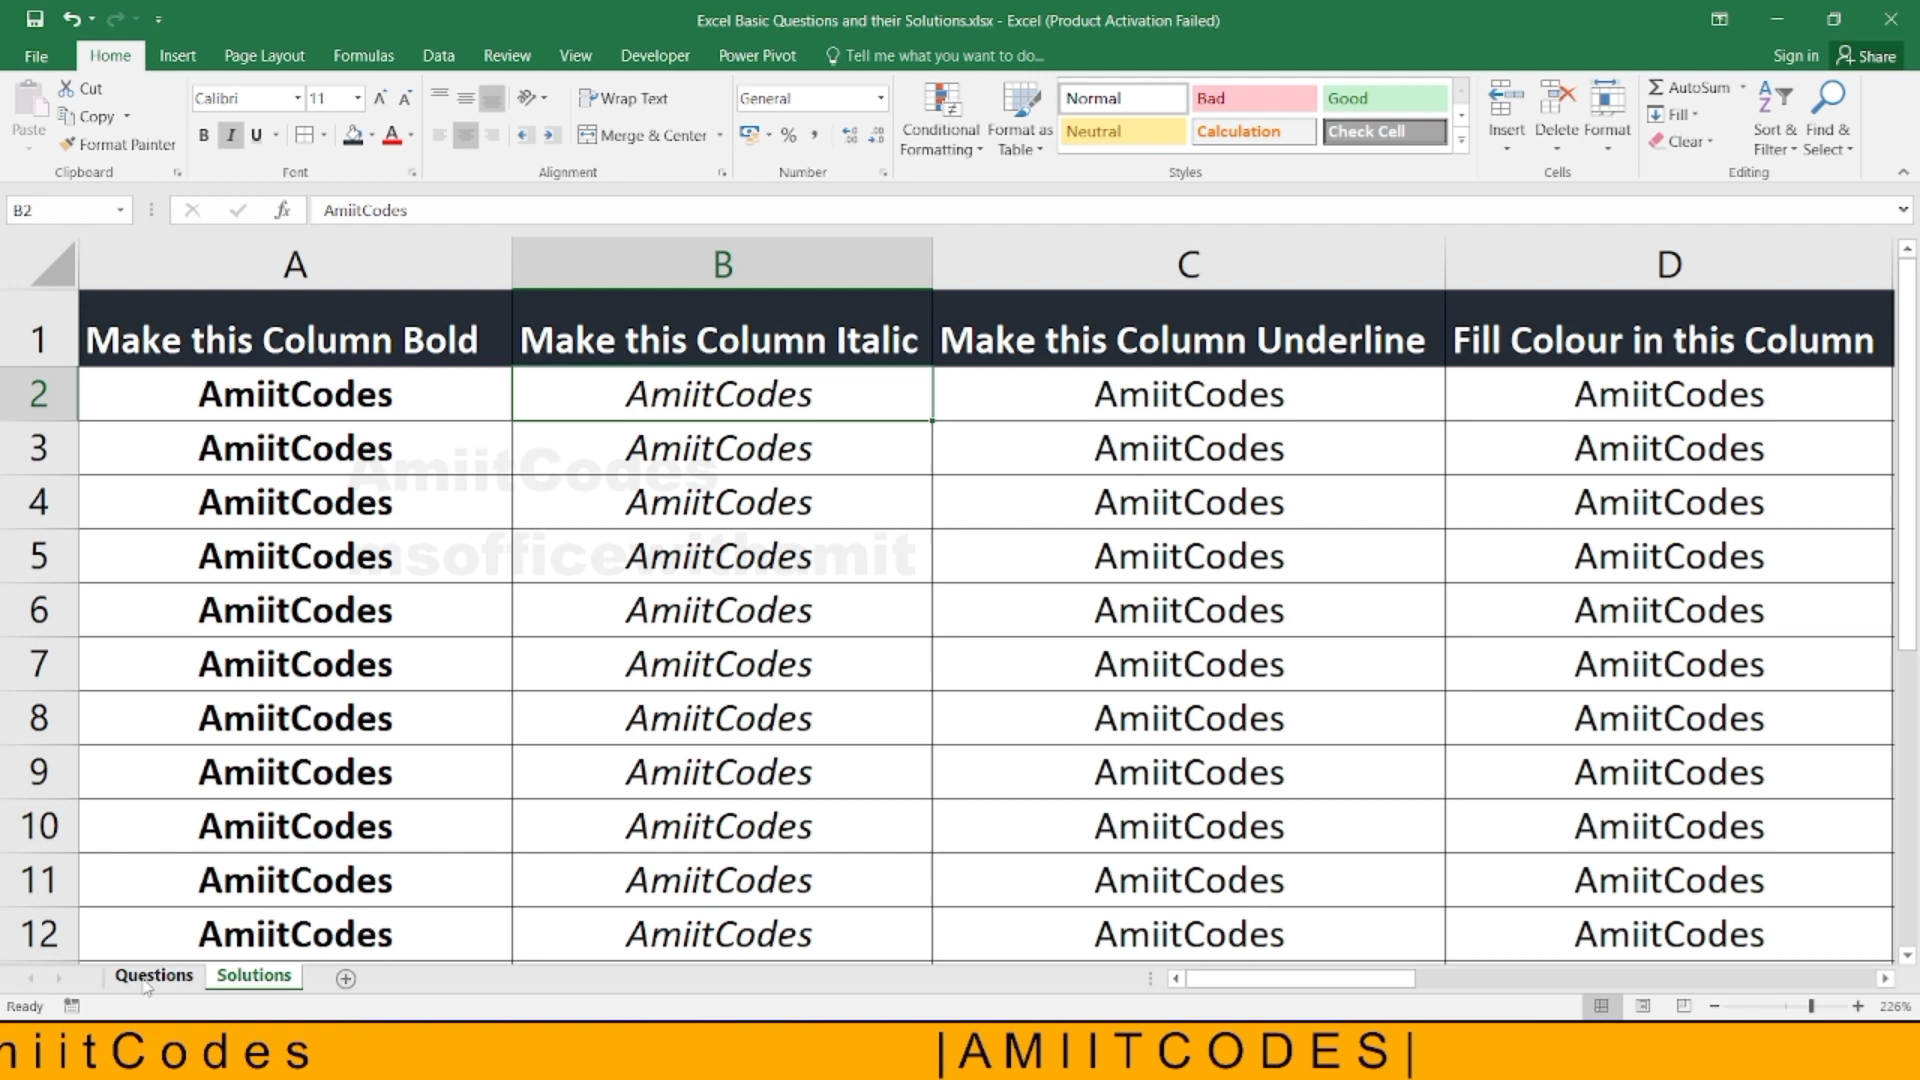 Excel Basic Questions and their Solutions.xlsx - Excel (Product Activation Failed)
File Home Insert Page Layout Formulas Data Review View Developer Power Pivot Tell me what you want to do... Sign in Share
Paste Cut Copy Format Painter Clipboard
Calibri 11 B I U A Font
Wrap Text Merge & Center Alignment
General % , Number
Conditional Formatting Format as Table
Normal Bad Good
Neutral Calculation Check Cell
Styles
Insert Delete Format Cells
AutoSum Fill Clear Sort & Filter Find & Select Editing
B2 fx AmiitCodes
A B C D
1 Make this Column Bold Make this Column Italic Make this Column Underline Fill Colour in this Column
2 AmiitCodes AmiitCodes AmiitCodes AmiitCodes
3 AmiitCodes AmiitCodes AmiitCodes AmiitCodes
AmiitCodes
4 AmiitCodes AmiitCodes AmiitCodes AmiitCodes
5 AmiitCodes AmiitCodes AmiitCodes AmiitCodes
msofficewithamit
6 AmiitCodes AmiitCodes AmiitCodes AmiitCodes
7 AmiitCodes AmiitCodes AmiitCodes AmiitCodes
8 AmiitCodes AmiitCodes AmiitCodes AmiitCodes
9 AmiitCodes AmiitCodes AmiitCodes AmiitCodes
10 AmiitCodes AmiitCodes AmiitCodes AmiitCodes
11 AmiitCodes AmiitCodes AmiitCodes AmiitCodes
12 AmiitCodes AmiitCodes AmiitCodes AmiitCodes
Questions Solutions
Ready 226%
miitCodes |AMIITCODES|